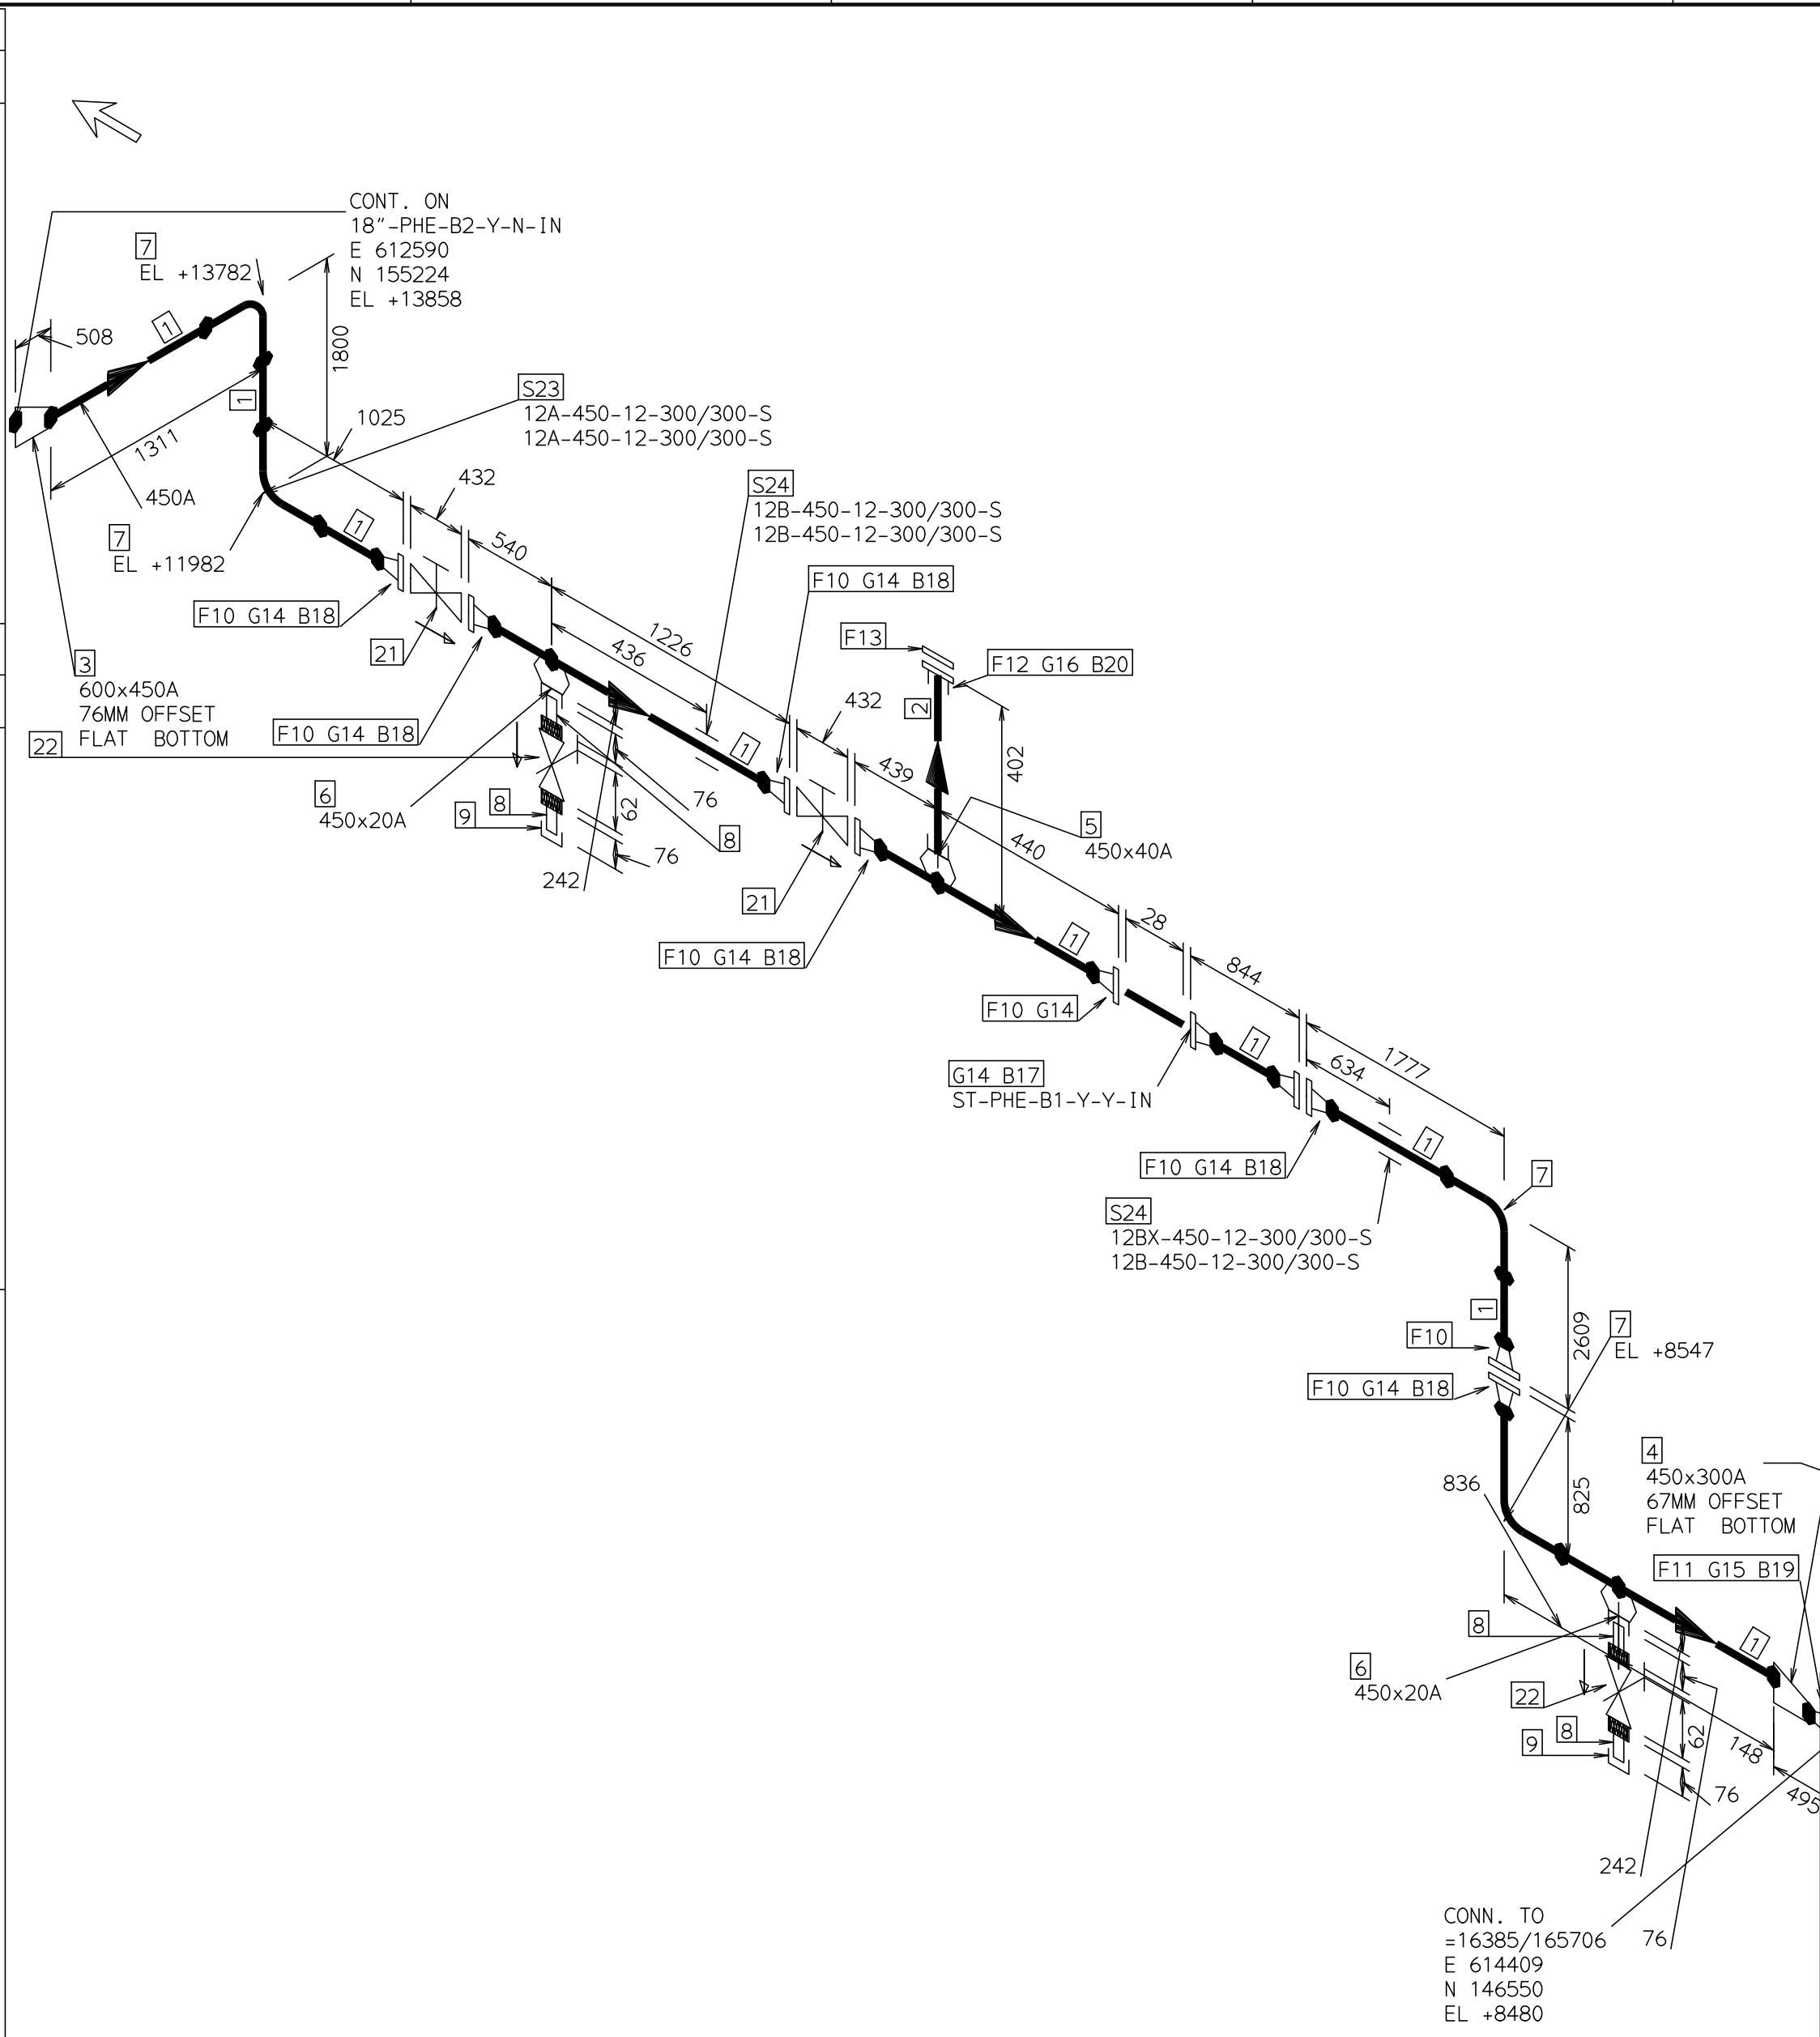 CONT. ON
18"-PHE-B2-Y-N-IN
E 612590
N 155224
EL +13858
7
EL +13782
508
1
1800
1311
1
450A
1025
S23
12A-450-12-300/300-S
12A-450-12-300/300-S
432
S24
12B-450-12-300/300-S
12B-450-12-300/300-S
7
EL +11982
1
540
F10 G14 B18
F10 G14 B18
21
1226
436
F13
F12 G16 B20
3
600x450A
76MM OFFSET
FLAT BOTTOM
F10 G14 B18
22
2
432
1
402
439
6
450x20A
8
9
76
62
8
76
242
5
450x40A
440
21
F10 G14 B18
1
28
844
F10 G14
1
G14 B17
ST-PHE-B1-Y-Y-IN
1777
634
1
F10 G14 B18
7
S24
12BX-450-12-300/300-S
12B-450-12-300/300-S
1
2609
F10
7
EL +8547
F10 G14 B18
836
825
4
450x300A
67MM OFFSET
FLAT BOTTOM
F11 G15 B19
8
1
6
450x20A
22
8
9
62
148
76
495
242
76
CONN. TO
=16385/165706
E 614409
N 146550
EL +8480